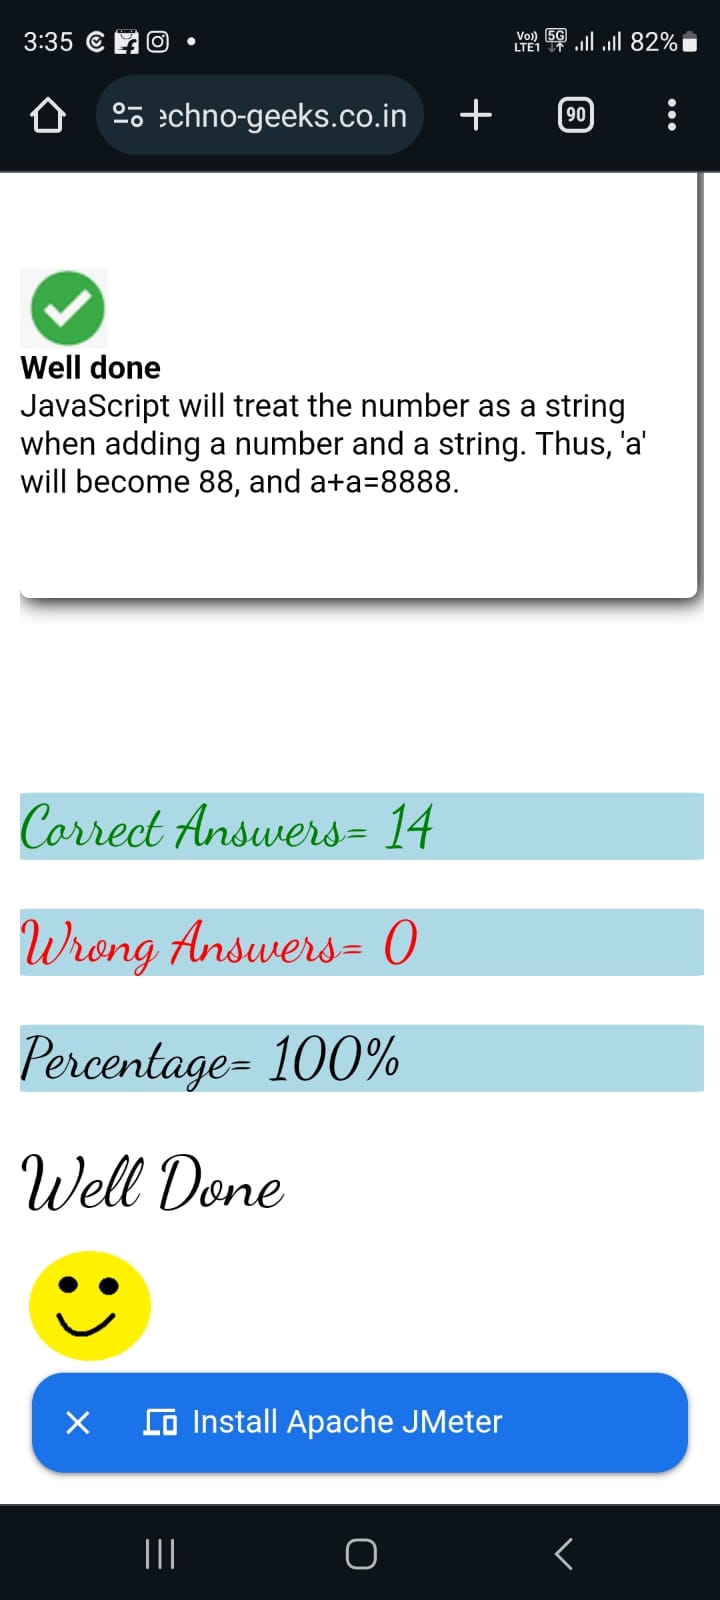 3:35
Vo)) 5G
LTE1 82%
echno-geeks.co.in 90
Well done
JavaScript will treat the number as a string
when adding a number and a string. Thus, 'a'
will become 88, and a+a=8888.
Correct Answers= 14
Wrong Answers= 0
Percentage= 100%
Well Done
Install Apache JMeter